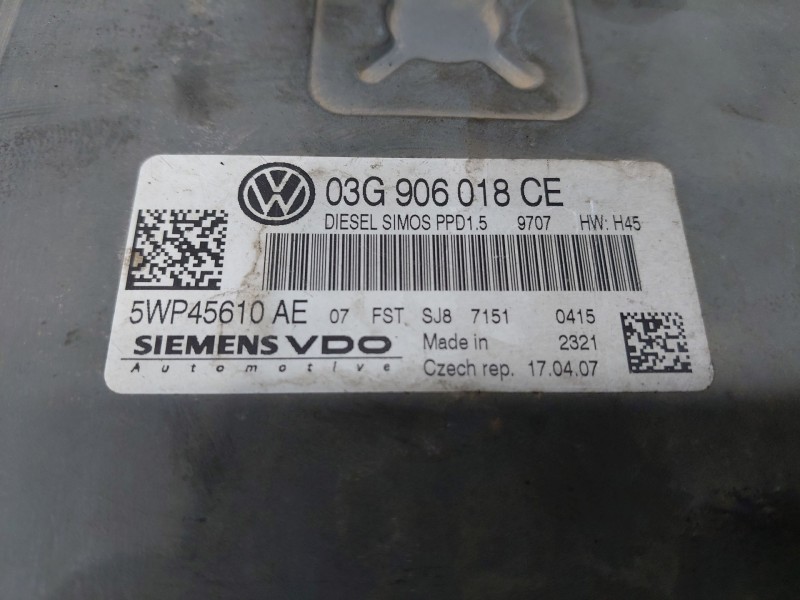 VW 03G 906 018 CE
DIESEL SIMOS PPD1.5 9707 HW: H45
5WP45610 AE 07 FST SJ8 7151 0415
SIEMENS VDO Made in 2321
Automotive Czech rep. 17.04.07